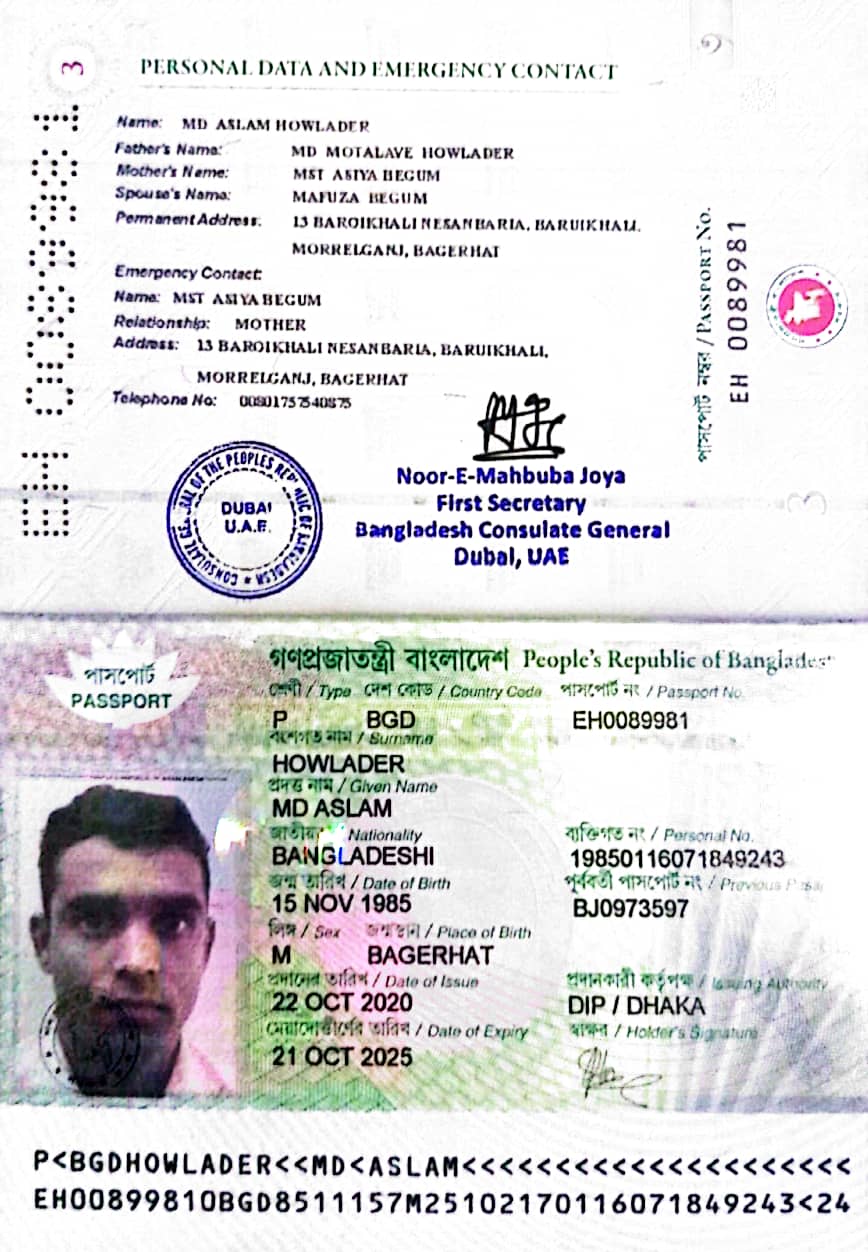 3
PERSONAL DATA AND EMERGENCY CONTACT
Name: MD ASLAM HOWLADER
Father's Name: MD MOTALAVE HOWLADER
Mother's Name: MST ASIYA BEGUM
Spouse's Name: MAFUZA BEGUM
Permanent Address: 13 BAROIKHALI NESANBARIA, BARUIKHALI,
MORRELGANJ, BAGERHAT
Emergency Contact:
Name: MST ASIYA BEGUM
Relationship: MOTHER
Address: 13 BAROIKHALI NESANBARIA, BARUIKHALI,
MORRELGANJ, BAGERHAT
Telephone No: 00801757540875
পাসপোর্ট নম্বর / PASSPORT No.
EH 0089981
EH 0089981
CONSULATE GENERAL OF THE PEOPLES REPUBLIC OF BANGLADESH
DUBAI
U.A.E.
Noor-E-Mahbuba Joya
First Secretary
Bangladesh Consulate General
Dubai, UAE
গণপ্রজাতন্ত্রী বাংলাদেশ People's Republic of Bangladesh
পাসপোর্ট
PASSPORT
শ্রেণী / Type দেশ কোড / Country Code পাসপোর্ট নং / Passport No.
P BGD EH0089981
বংশগত নাম / Surname
HOWLADER
প্রদত্ত নাম / Given Name
MD ASLAM
Nationality ব্যক্তিগত নং / Personal No.
BANGLADESHI 19850116071849243
জন্ম তারিখ / Date of Birth পূর্ববর্তী পাসপোর্ট নং / Previous
15 NOV 1985 BJ0973597
লিঙ্গ / Sex জন্মস্থান / Place of Birth
M BAGERHAT
প্রদানের তারিখ / Date of Issue প্রদানকারী কর্তৃপক্ষ / Issuing Authority
22 OCT 2020 DIP / DHAKA
মেয়াদোত্তীর্ণের তারিখ / Date of Expiry স্বাক্ষর / Holder's Signature
21 OCT 2025
P<BGDHOWLADER<<MD<ASLAM<<<<<<<<<<<<<<<<<<<<<
EH00899810BGD8511157M2510217011607184​9243<24